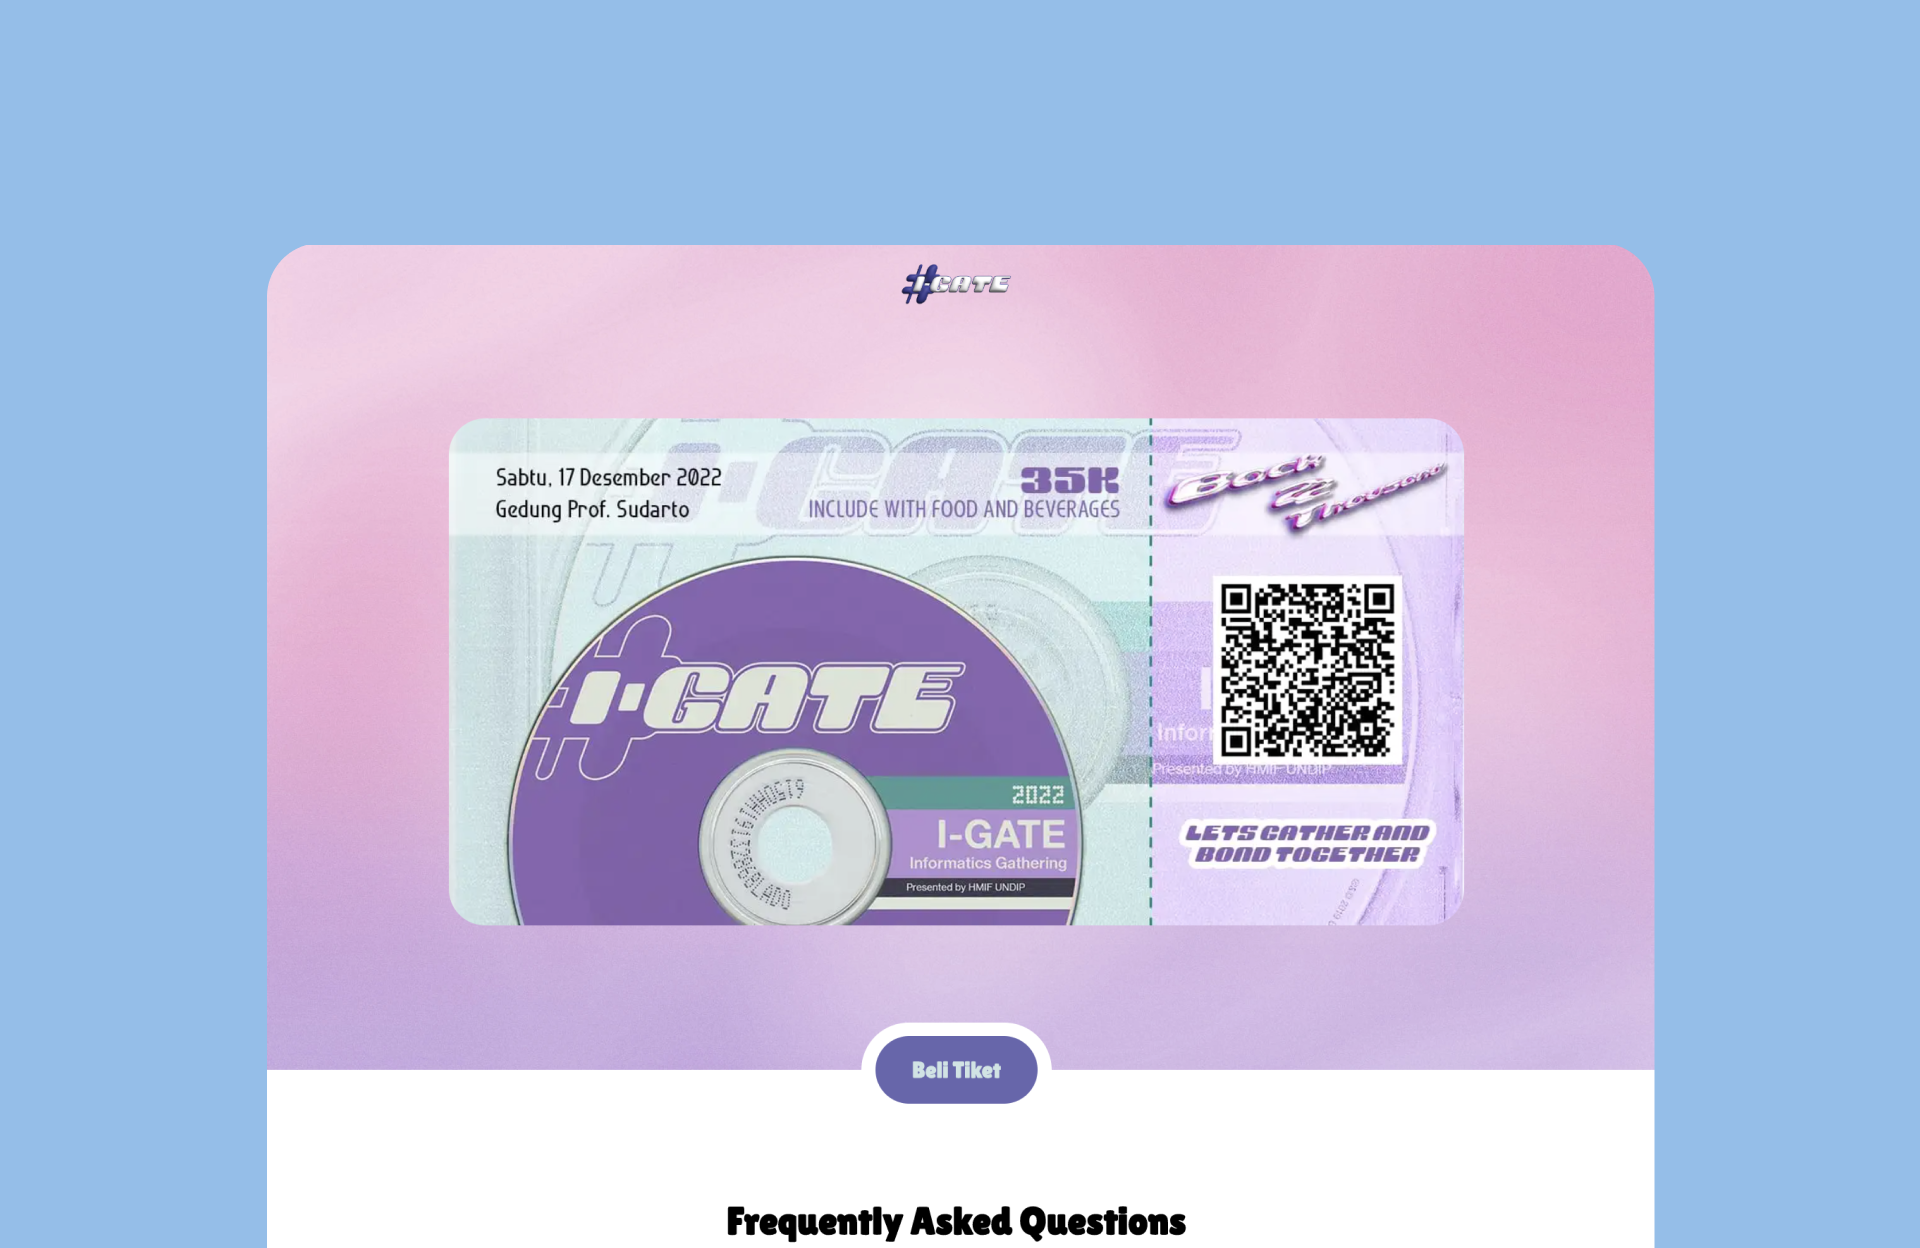 #I-GATE
Sabtu, 17 Desember 2022
Gedung Prof. Sudarto
35K
INCLUDE WITH FOOD AND BEVERAGES
Back
to
Thousand
#I-GATE
2022
I-GATE
Informatics Gathering
Presented by HMIF UNDIP
Infor
Presented by HMIF UNDIP
LETS GATHER AND
BOND TOGETHER
Beli Tiket
Frequently Asked Questions